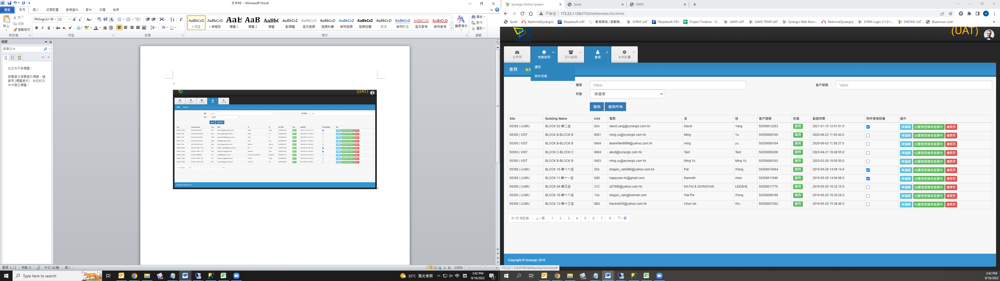 文件56 - Microsoft Word
檔案 常用 插入 版面配置 參考資料 郵件 校閱 檢視
貼上
剪下
複製
複製格式
PMingLiU (本 12
AaBbCcD AaBbCcD AaBb AaBb AaBbC AaBbCcD AaBbCcD AaBbCcD AaBbCcD AaBbCcD AaBbCcD AaBbCcD AaBbCcD AaBbCcD
內文 無間距 標題 1 標題 2 標題 副標題 區別強調 強調斜體 鮮明強調 強調粗體 引文 鮮明引文 區別參考 鮮明參考
變更樣式
尋找
取代
選取
剪貼簿 字型 段落 樣式 編輯
導覽
搜尋文件
此文件不含標題。
若要建立瀏覽索引標籤，請
套用 [標題樣式]，在您的文
件中建立標題。
(UAT)
Copyright © Synergis 2016
頁面: 1 / 1 字數: 0 中文 (台灣) 插入 130%
Type here to search
35°C 陽光普照
中
3:42 PM
9/16/2022
Synergis Notice System
Synet
SIMIS
不安全 172.22.1.126:8769/tblMember/list.htmls
Synet Redmine(Synergis) Peoplesoft UAT 繁簡轉換 | 簡繁轉... SHRM UAT Peoplesoft DEV Project Timeline - G... SAMS UAT SAMS TEMP UAT Synergis Web Moni... Redmine(Synergis) SHRM Login (11.0.1... SWOMS UAT Bluemoon User
SYNERGIS
(UAT)
主界面 物業管理 用戶管理 會員 系統配置
會員
通告
附件列表
電郵 Value 客戶號碼 Value
狀態 請選擇
查詢 查詢所有
Site Building Name Unit 電郵 名 姓 客戶號碼 狀態 創建時間 附件模塊授權 操作
50358 | LUMU BLOCK 02-第二座 02A david.yang@synergis.com.hk David Yang 50358012263 啟用 2021-01-15 12:01:01.0 編輯 重發登錄信息郵件 會禁用
50350 | VIST BLOCK B-BLOCK B 0501 ming.yu@synergis.com.hk Ming Yu 50350000105 啟用 2020-06-22 11:55:40.0 編輯 重發登錄信息郵件 會禁用
50350 | VIST BLOCK B-BLOCK B 0404 teamkiller9999@yahoo.com.hk ming yu 50350000104 啟用 2020-06-03 11:59:37.0 編輯 重發登錄信息郵件 會禁用
50350 | VIST BLOCK C-BLOCK C 0804 abcd@synergis.com.hk Test Test 50350000208 啟用 2020-04-21 16:48:55.0 編輯 重發登錄信息郵件 會禁用
50350 | VIST BLOCK B-BLOCK B 0403 ming.yu@aynergis.com.hk Ming Yu Ming Yu 50350000103 啟用 2020-03-26 10:05:00.0 編輯 重發登錄信息郵件 會禁用
50358 | LUMU BLOCK 16-第十六座 25A dragon_cats666@yahoo.com.hk Pat Wong 50358010454 啟用 2019-05-29 14:56:14.0 編輯 重發登錄信息郵件 會禁用
50358 | LUMU BLOCK 11-第十一座 04D happyken.hk@gmail.com Kenneth chan 50358011946 啟用 2019-05-29 14:56:06.0 編輯 重發登錄信息郵件 會禁用
50358 | LUMU BLOCK 04-第四座 21C z87996@yahoo.com.hk KA FAI & QIONGYAN LEE&HE 50358011770 啟用 2019-05-20 16:32:15.0 編輯 重發登錄信息郵件 會禁用
50358 | LUMU BLOCK 16-第十六座 13A dragon_cats@hotmail.com Wai Pik Wong 50358008168 啟用 2019-05-20 16:30:26.0 編輯 重發登錄信息郵件 會禁用
50358 | LUMU BLOCK 13-第十三座 08G Kevin4435@yahoo.com.hk Chun lok Wu 50358007202 啟用 2019-05-20 15:38:46.0 編輯 重發登錄信息郵件 會禁用
共 72 條記錄 上一頁 1 2 3 4 5 6 7 8 下一頁
Copyright © Synergis 2016
172.22.1.126:8769/tblMember/list.htmls#
3:42 PM
9/16/2022